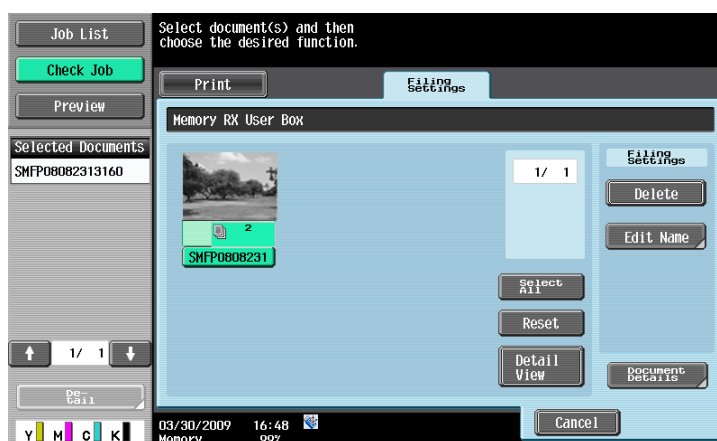 Job List
Check Job
Preview
Selected Documents
SMFP08082313160
1/ 1
De-
tail
Y M C K
Select document(s) and then
choose the desired function.
Print
Filing
Settings
Memory RX User Box
2
SMFP0808231
1/ 1
Select
All
Reset
Detail
View
Filing
Settings
Delete
Edit Name
Document
Details
03/30/2009 16:48
Memory 99%
Cancel